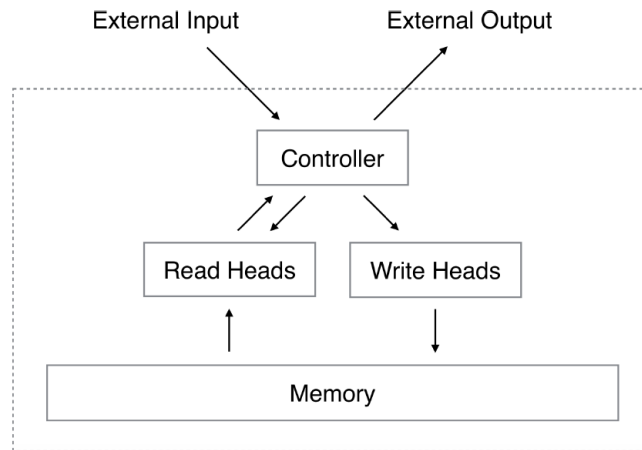 External Input
External Output
Controller
Read Heads
Write Heads
Memory